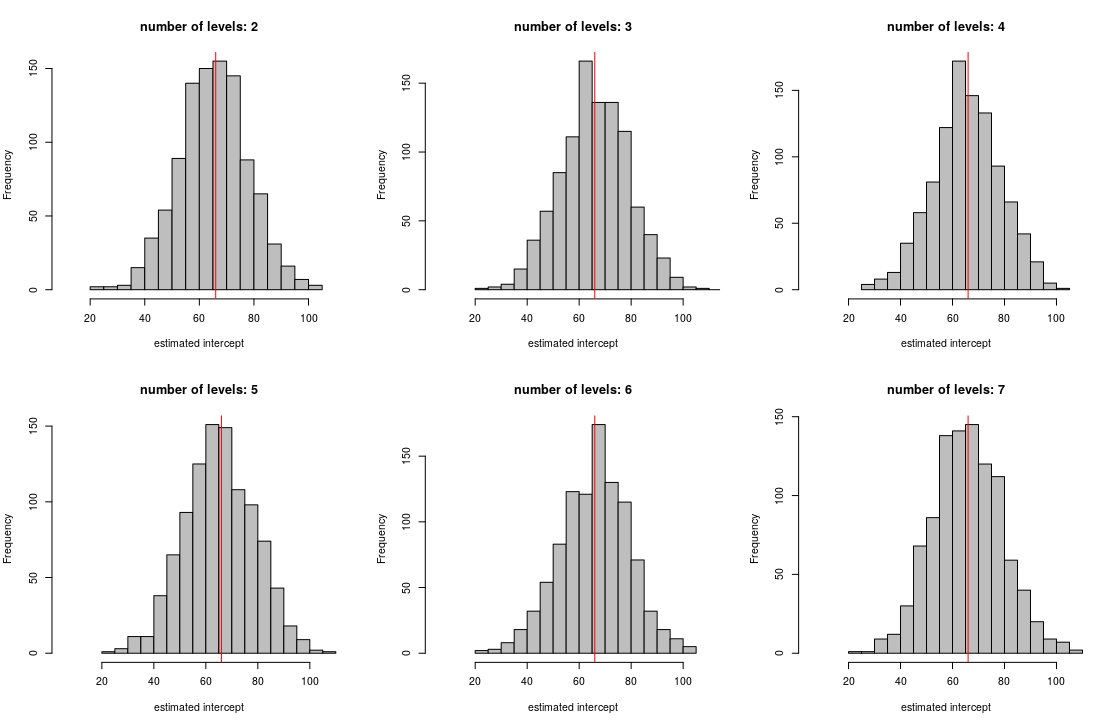 number of levels: 2
Frequency
0 50 100 150
20 40 60 80 100
estimated intercept
number of levels: 3
Frequency
0 50 100 150
20 40 60 80 100
estimated intercept
number of levels: 4
Frequency
0 50 100 150
20 40 60 80 100
estimated intercept
number of levels: 5
Frequency
0 50 100 150
20 40 60 80 100
estimated intercept
number of levels: 6
Frequency
0 50 100 150
20 40 60 80 100
estimated intercept
number of levels: 7
Frequency
0 50 100 150
20 40 60 80 100
estimated intercept